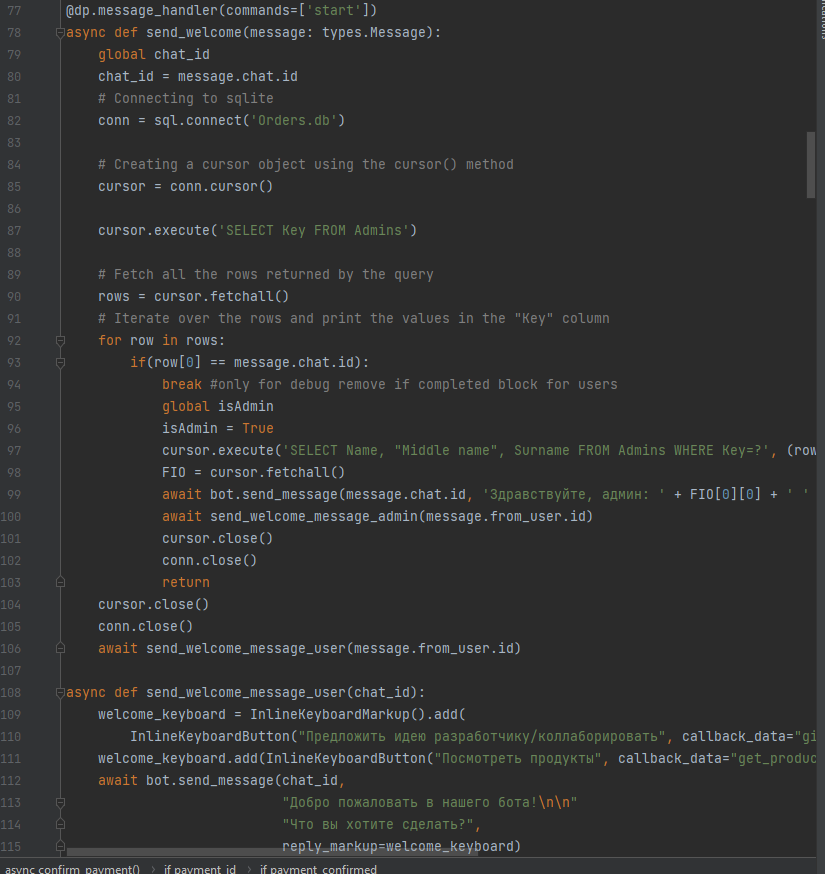 77 @dp.message_handler(commands=['start'])
78 async def send_welcome(message: types.Message):
79     global chat_id
80     chat_id = message.chat.id
81     # Connecting to sqlite
82     conn = sql.connect('Orders.db')
83
84     # Creating a cursor object using the cursor() method
85     cursor = conn.cursor()
86
87     cursor.execute('SELECT Key FROM Admins')
88
89     # Fetch all the rows returned by the query
90     rows = cursor.fetchall()
91     # Iterate over the rows and print the values in the "Key" column
92     for row in rows:
93         if(row[0] == message.chat.id):
94             break #only for debug remove if completed block for users
95             global isAdmin
96             isAdmin = True
97             cursor.execute('SELECT Name, "Middle name", Surname FROM Admins WHERE Key=?', (row
98             FIO = cursor.fetchall()
99             await bot.send_message(message.chat.id, 'Здравствуйте, админ: ' + FIO[0][0] + ' '
100             await send_welcome_message_admin(message.from_user.id)
101             cursor.close()
102             conn.close()
103             return
104     cursor.close()
105     conn.close()
106     await send_welcome_message_user(message.from_user.id)
107
108 async def send_welcome_message_user(chat_id):
109     welcome_keyboard = InlineKeyboardMarkup().add(
110         InlineKeyboardButton("Предложить идею разработчику/коллаборировать", callback_data="gi
111     welcome_keyboard.add(InlineKeyboardButton("Посмотреть продукты", callback_data="get_produc
112     await bot.send_message(chat_id,
113                            "Добро пожаловать в нашего бота!\n\n"
114                            "Что вы хотите сделать?",
115                            reply_markup=welcome_keyboard)
async confirm_payment() › if payment_id › if payment_confirmed